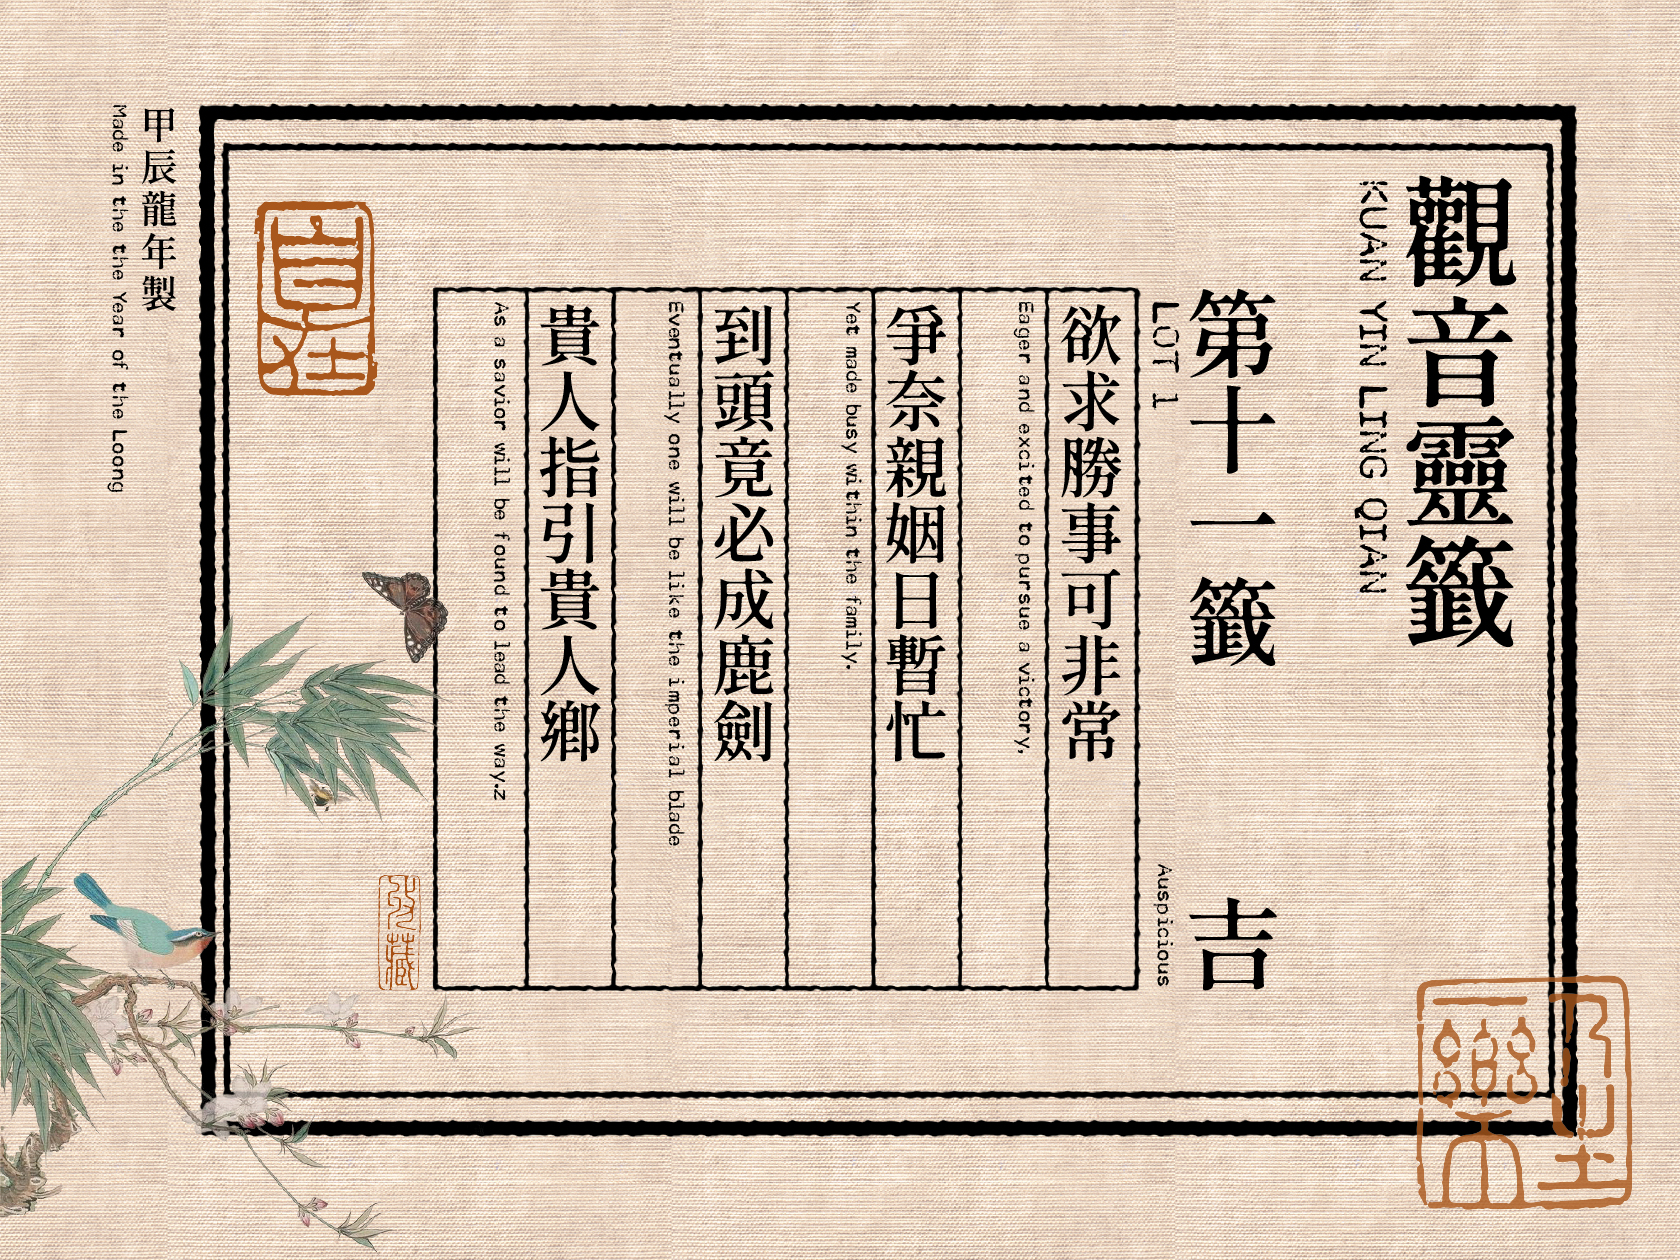 觀音靈籤
KUAN YIN LING QIAN
第十一籤 吉
LOT 1 Auspicious
欲求勝事可非常
Eager and excited to pursue a victory,
爭奈親姻日暫忙
Yet made busy within the family.
到頭竟必成鹿劍
Eventually one will be like the imperial blade
貴人指引貴人鄉
As a savior will be found to lead the way.z
自在
甲辰龍年製
Made in the the Year of the Loong